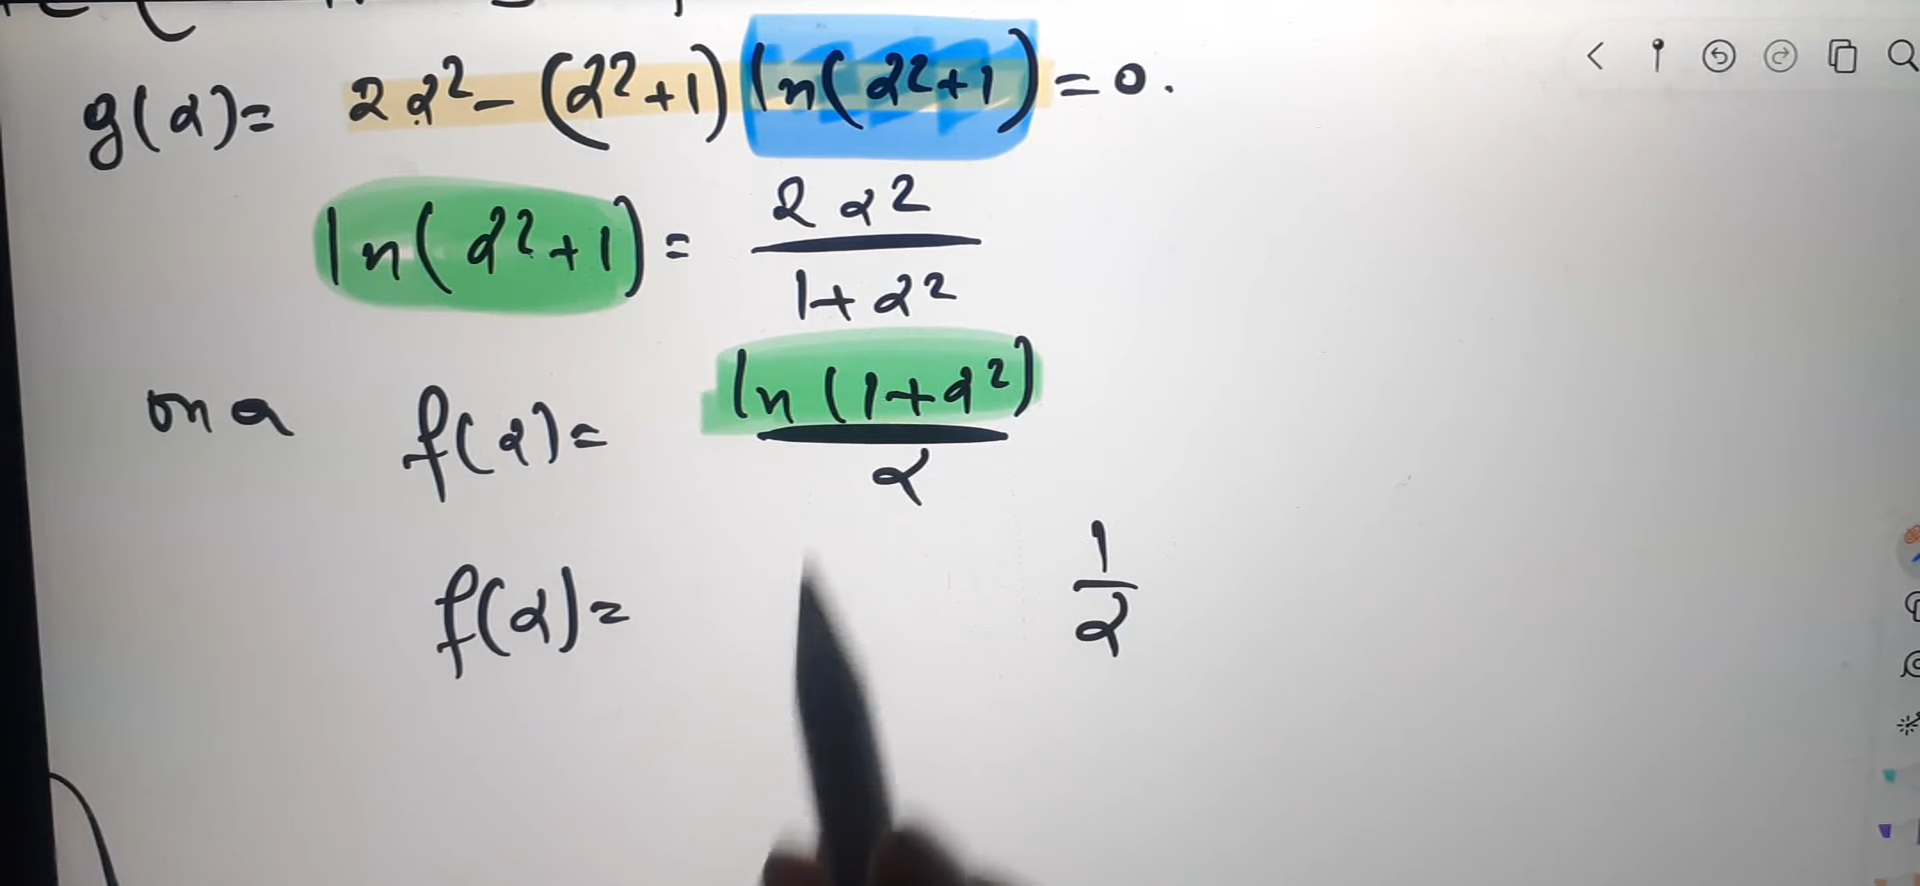 g(α)= 2α²-(α²+1)ln(α²+1)=0.
ln(α²+1)= 2α²/1+α²
on a f(α)= ln(1+α²)/α
f(α)= 1/α